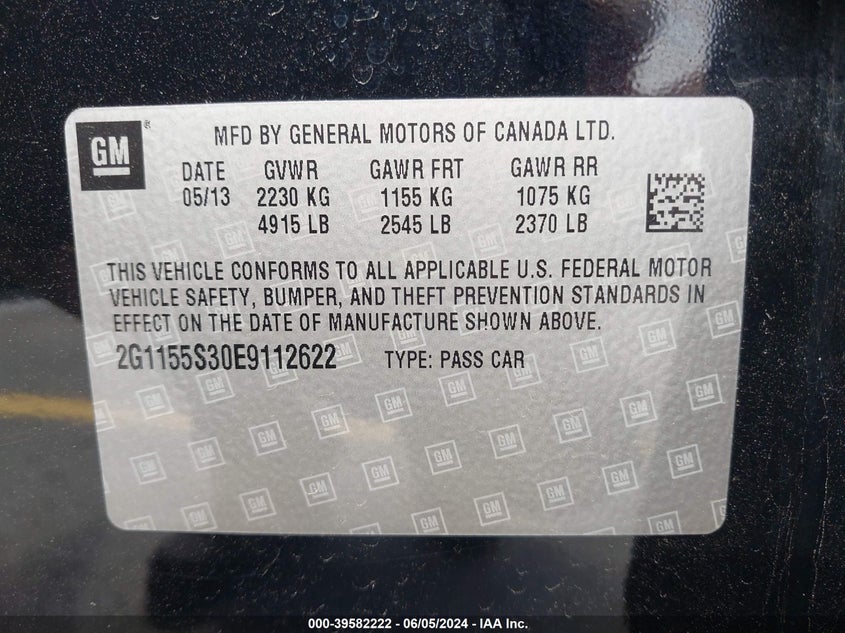 GM
MFD BY GENERAL MOTORS OF CANADA LTD.
DATE GVWR GAWR FRT GAWR RR
05/13 2230 KG 1155 KG 1075 KG
4915 LB 2545 LB 2370 LB
THIS VEHICLE CONFORMS TO ALL APPLICABLE U.S. FEDERAL MOTOR
VEHICLE SAFETY, BUMPER, AND THEFT PREVENTION STANDARDS IN
EFFECT ON THE DATE OF MANUFACTURE SHOWN ABOVE.
2G1155S30E9112622 TYPE: PASS CAR
000-39582222 - 06/05/2024 - IAA Inc.